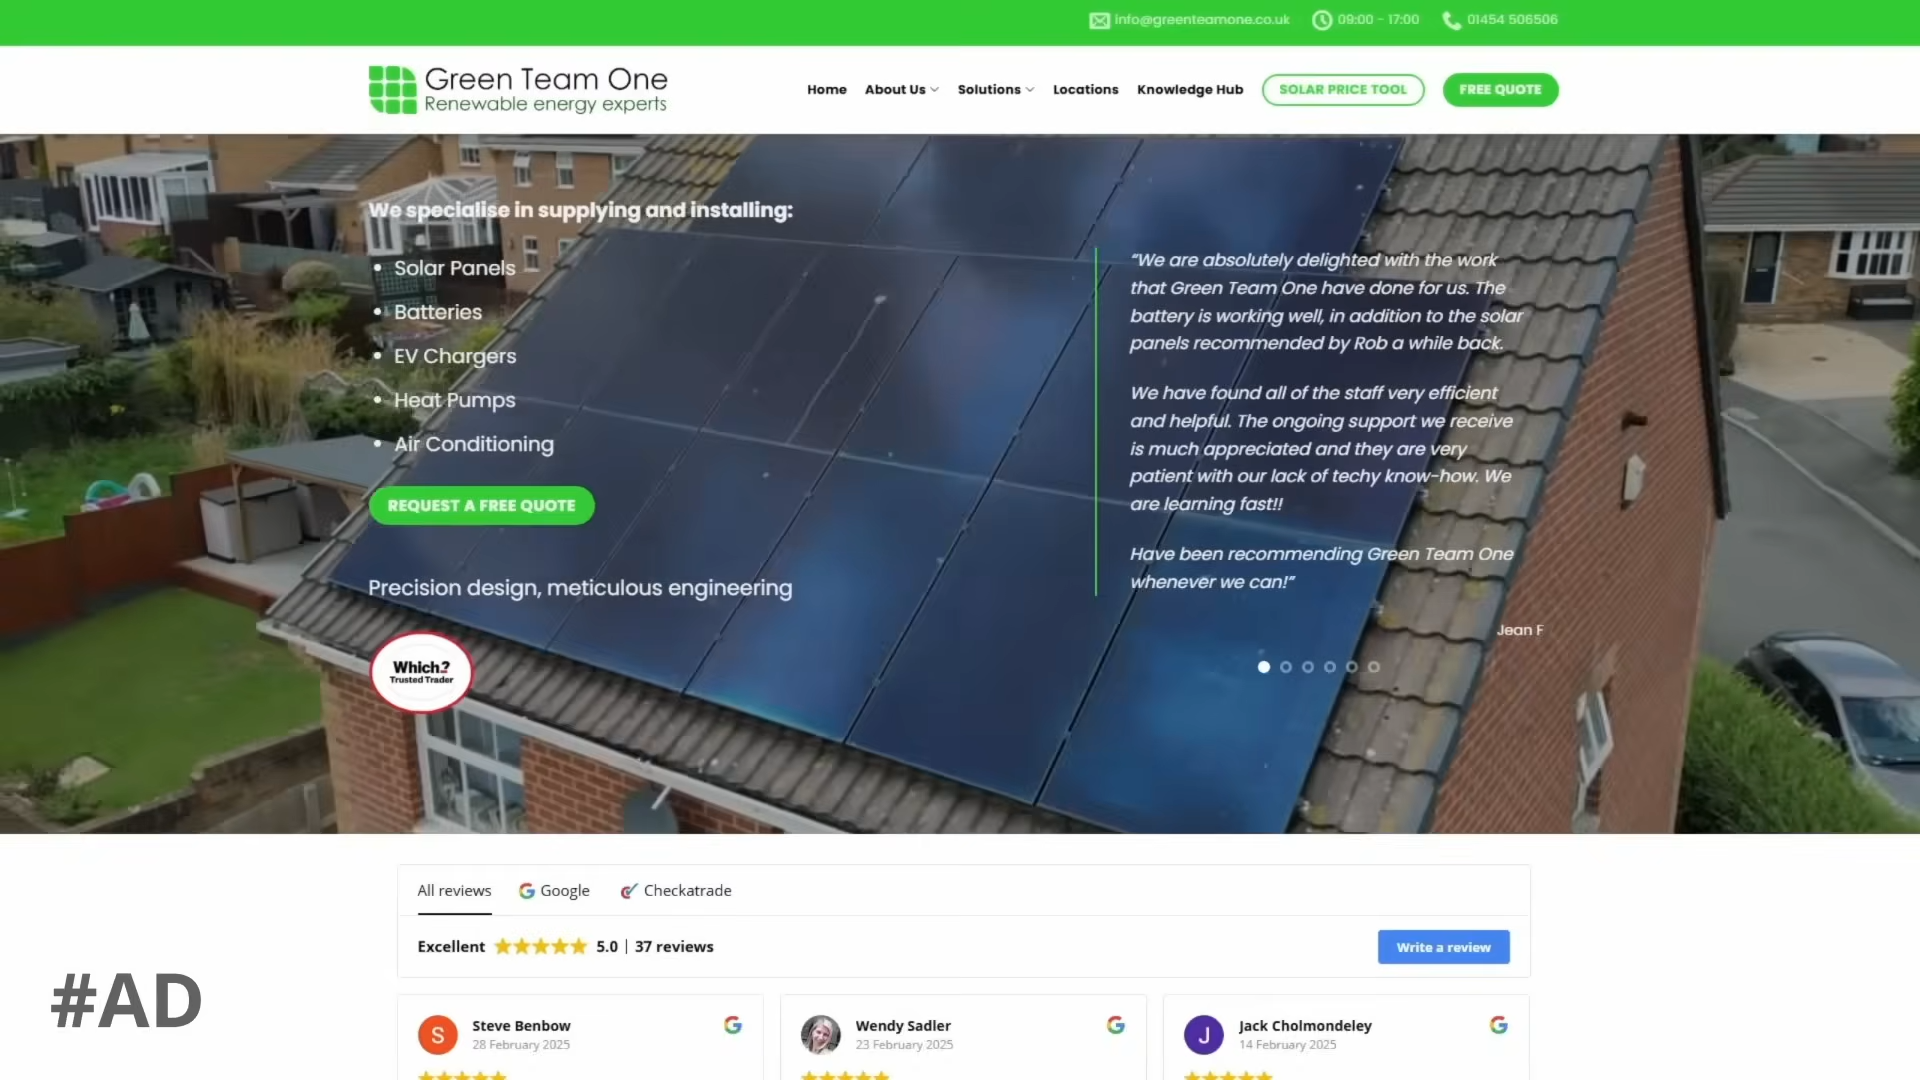 info@greenteamone.co.uk 09:00 - 17:00 01454 506506
Green Team One
Renewable energy experts
Home About Us Solutions Locations Knowledge Hub SOLAR PRICE TOOL FREE QUOTE
We specialise in supplying and installing:
• Solar Panels
• Batteries
• EV Chargers
• Heat Pumps
• Air Conditioning
REQUEST A FREE QUOTE
Precision design, meticulous engineering
Which?
Trusted Trader
“We are absolutely delighted with the work
that Green Team One have done for us. The
battery is working well, in addition to the solar
panels recommended by Rob a while back.
We have found all of the staff very efficient
and helpful. The ongoing support we receive
is much appreciated and they are very
patient with our lack of techy know-how. We
are learning fast!!
Have been recommending Green Team One
whenever we can!”
Jean F
All reviews Google Checkatrade
Excellent 5.0 | 37 reviews
Write a review
#AD
S Steve Benbow
28 February 2025
Wendy Sadler
23 February 2025
J Jack Cholmondeley
14 February 2025